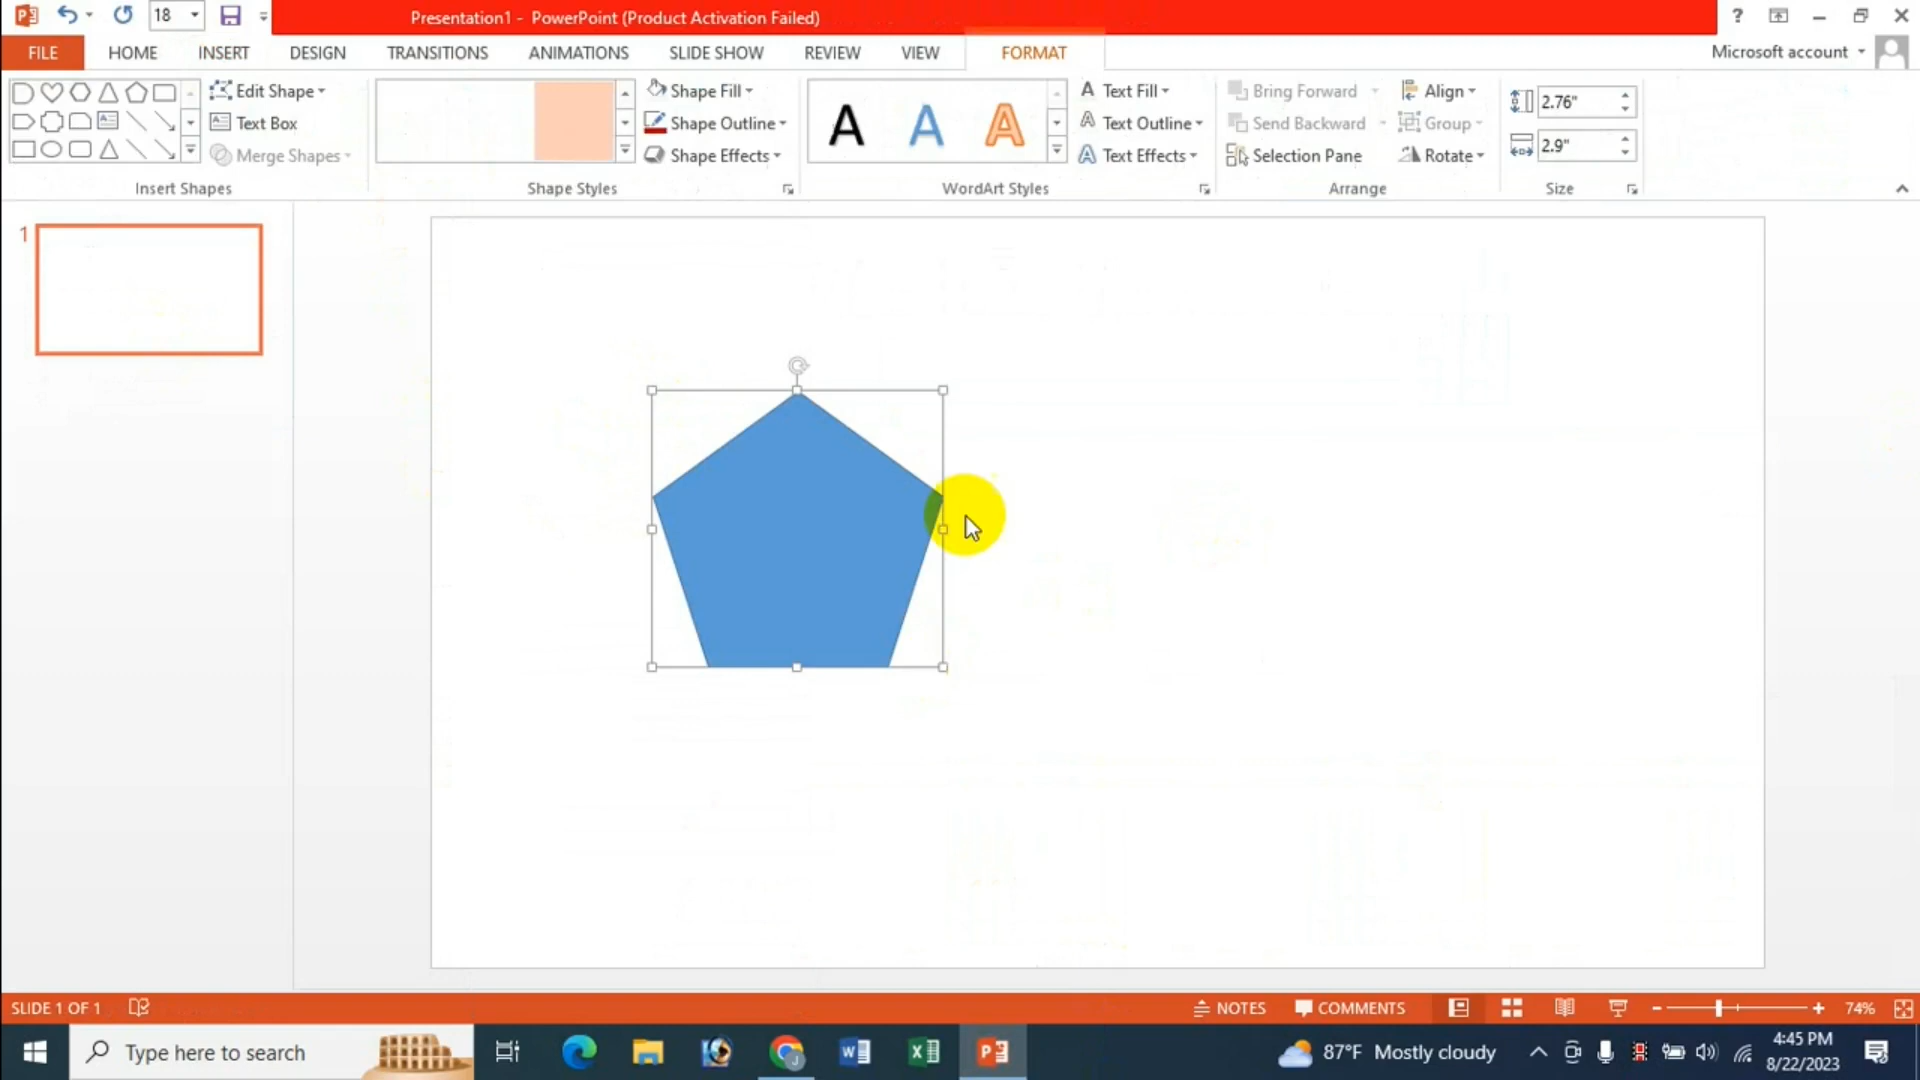 18
Presentation1 - PowerPoint (Product Activation Failed)
?
FILE HOME INSERT DESIGN TRANSITIONS ANIMATIONS SLIDE SHOW REVIEW VIEW FORMAT Microsoft account
Edit Shape
Text Box
Merge Shapes
Insert Shapes
Shape Fill
Shape Outline
Shape Effects
Shape Styles
A A A
WordArt Styles
Text Fill
Text Outline
Text Effects
Bring Forward
Send Backward
Selection Pane
Align
Group
Rotate
Arrange
2.76"
2.9"
Size
1
SLIDE 1 OF 1 NOTES COMMENTS 74%
Type here to search
87°F Mostly cloudy
4:45 PM
8/22/2023